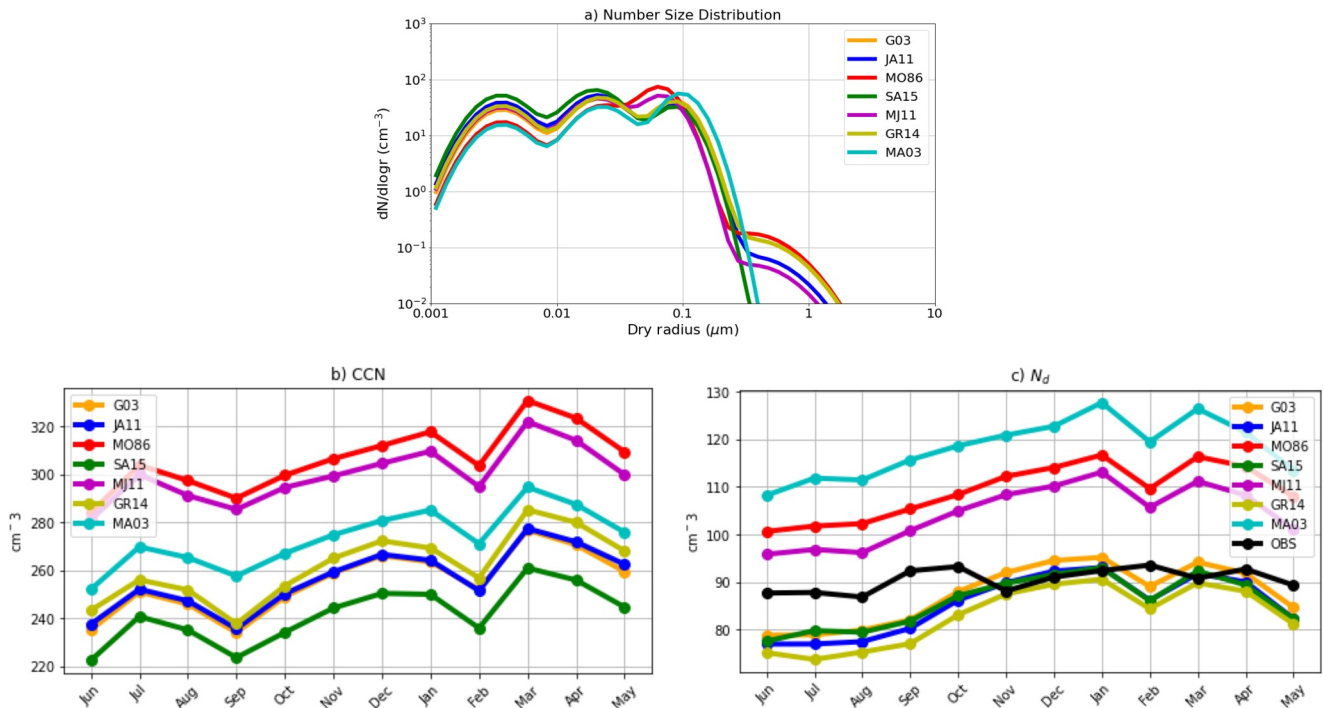 a) Number Size Distribution
dN/dlogr (cm⁻³)
10³
10²
10¹
10⁰
10⁻¹
10⁻²
G03
JA11
MO86
SA15
MJ11
GR14
MA03
0.001 0.01 0.1 1 10
Dry radius (μm)
b) CCN
cm⁻3
320
300
280
260
240
220
G03
JA11
MO86
SA15
MJ11
GR14
MA03
Jun Jul Aug Sep Oct Nov Dec Jan Feb Mar Apr May
c) N_d
cm⁻3
130
120
110
100
90
80
G03
JA11
MO86
SA15
MJ11
GR14
MA03
OBS
Jun Jul Aug Sep Oct Nov Dec Jan Feb Mar Apr May